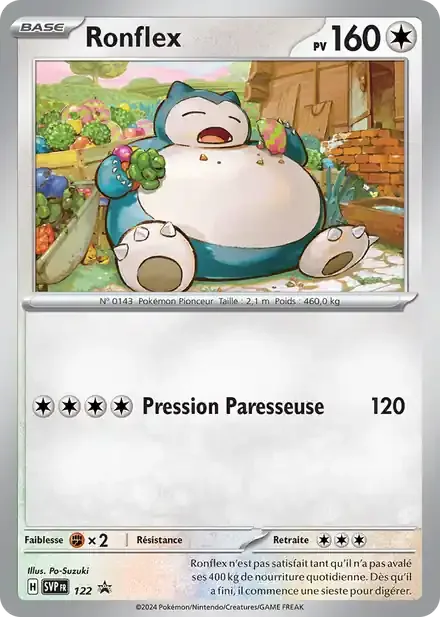 BASE
Ronflex
PV 160
N° 0143 Pokémon Pionceur Taille : 2,1 m Poids : 460,0 kg
Pression Paresseuse 120
Faiblesse ×2 Résistance Retraite
Illus. Po-Suzuki
H SVP FR 122
Ronflex n'est pas satisfait tant qu'il n'a pas avalé
ses 400 kg de nourriture quotidienne. Dès qu'il
a fini, il commence une sieste pour digérer.
©2024 Pokémon/Nintendo/Creatures/GAME FREAK